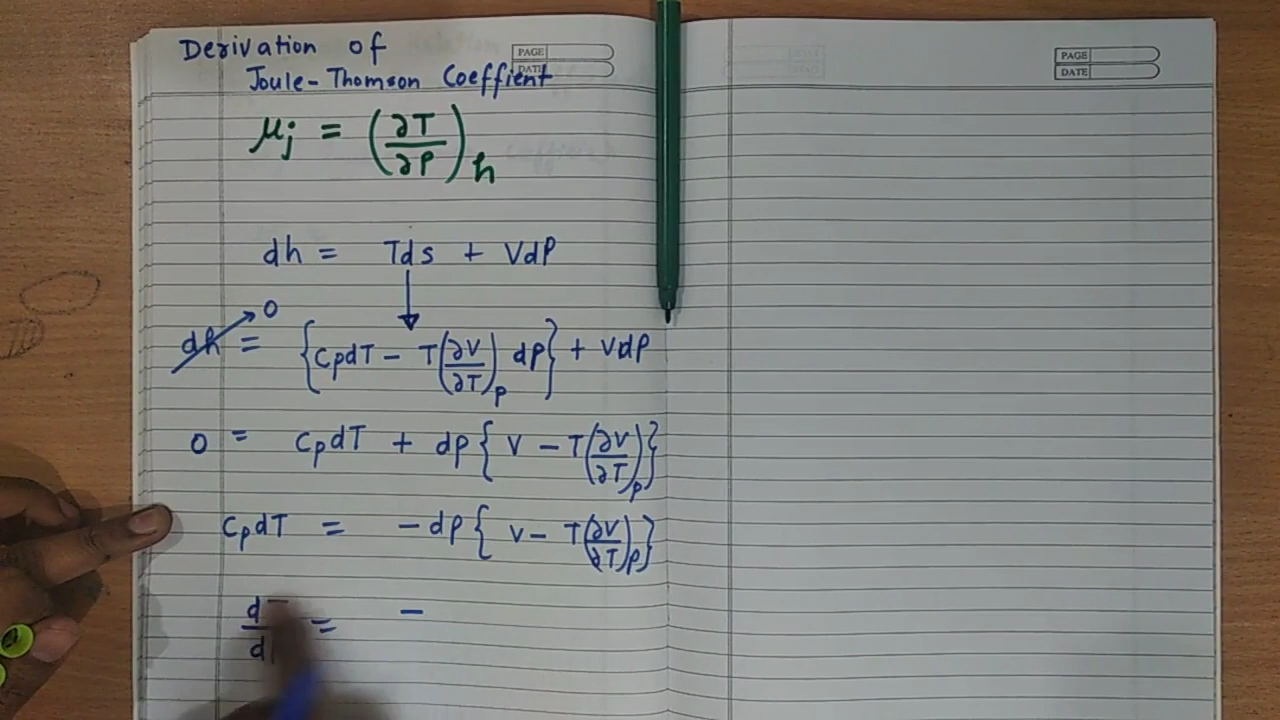 Derivation of
PAGE
DATE
Joule-Thomson Coeffient
μj = (∂T/∂P)h
dh = Tds + VdP
0
dh = {CpdT - T(∂V/∂T)p dp} + VdP
0 = CpdT + dp{ V - T(∂V/∂T)p}
CpdT = -dp{ V - T(∂V/∂T)p}
PAGE
DATE